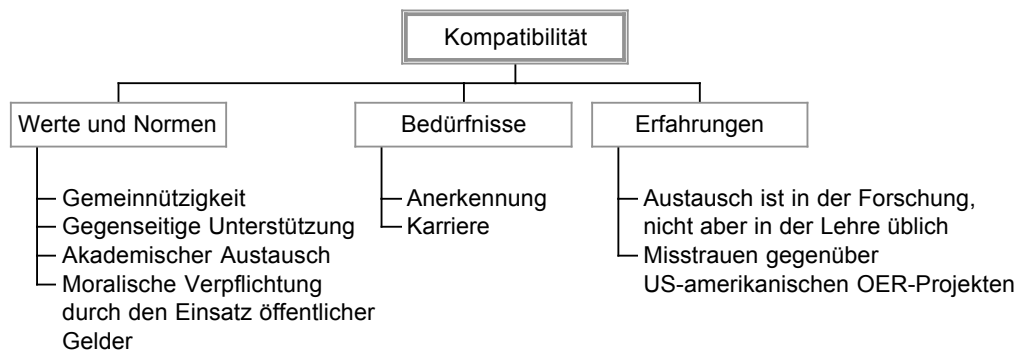 Kompatibilität
Werte und Normen
Bedürfnisse
Erfahrungen
Gemeinnützigkeit
Gegenseitige Unterstützung
Akademischer Austausch
Moralische Verpflichtung
durch den Einsatz öffentlicher
Gelder
Anerkennung
Karriere
Austausch ist in der Forschung,
nicht aber in der Lehre üblich
Misstrauen gegenüber
US-amerikanischen OER-Projekten